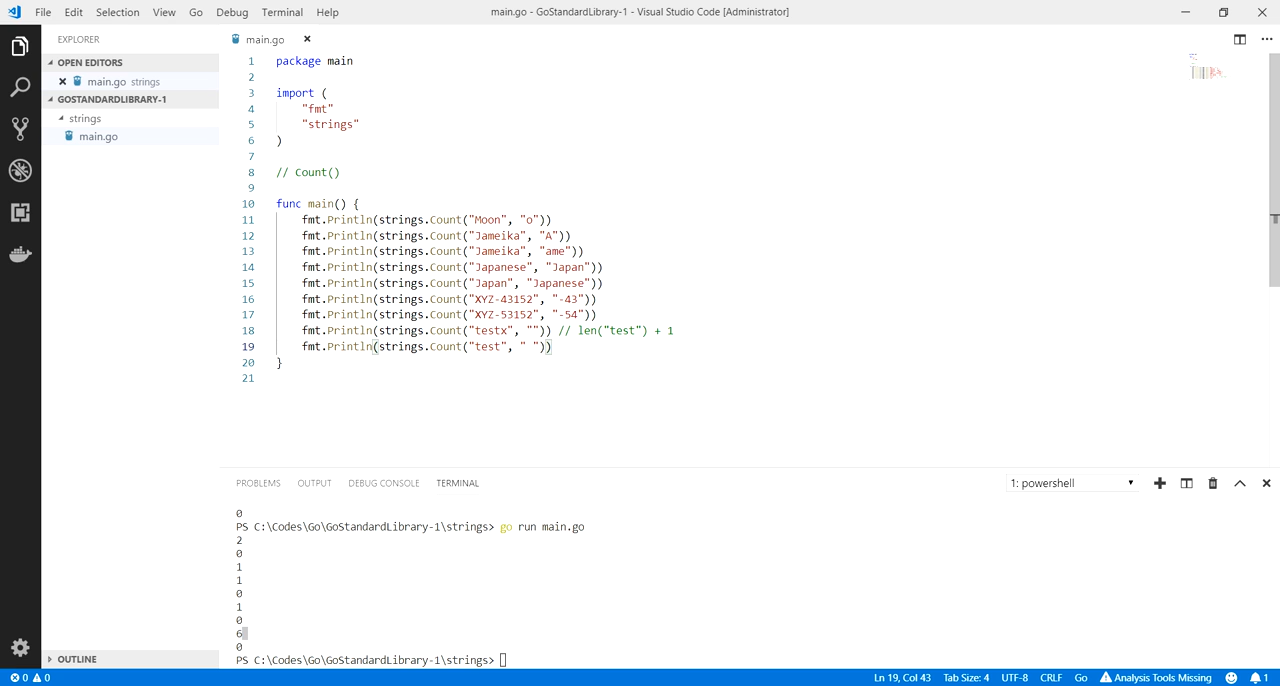 File Edit Selection View Go Debug Terminal Help main.go - GoStandardLibrary-1 - Visual Studio Code [Administrator]
EXPLORER
OPEN EDITORS
main.go strings
GOSTANDARDLIBRARY-1
strings
main.go
OUTLINE
main.go
1 package main
2
3 import (
4 "fmt"
5 "strings"
6 )
7
8 // Count()
9
10 func main() {
11 fmt.Println(strings.Count("Moon", "o"))
12 fmt.Println(strings.Count("Jameika", "A"))
13 fmt.Println(strings.Count("Jameika", "ame"))
14 fmt.Println(strings.Count("Japanese", "Japan"))
15 fmt.Println(strings.Count("Japan", "Japanese"))
16 fmt.Println(strings.Count("XYZ-43152", "-43"))
17 fmt.Println(strings.Count("XYZ-53152", "-54"))
18 fmt.Println(strings.Count("testx", "")) // len("test") + 1
19 fmt.Println(strings.Count("test", " "))
20 }
21
PROBLEMS OUTPUT DEBUG CONSOLE TERMINAL 1: powershell
0
PS C:\Codes\Go\GoStandardLibrary-1\strings> go run main.go
2
0
1
1
0
1
0
6
0
PS C:\Codes\Go\GoStandardLibrary-1\strings>
0 0 Ln 19, Col 43 Tab Size: 4 UTF-8 CRLF Go Analysis Tools Missing 1